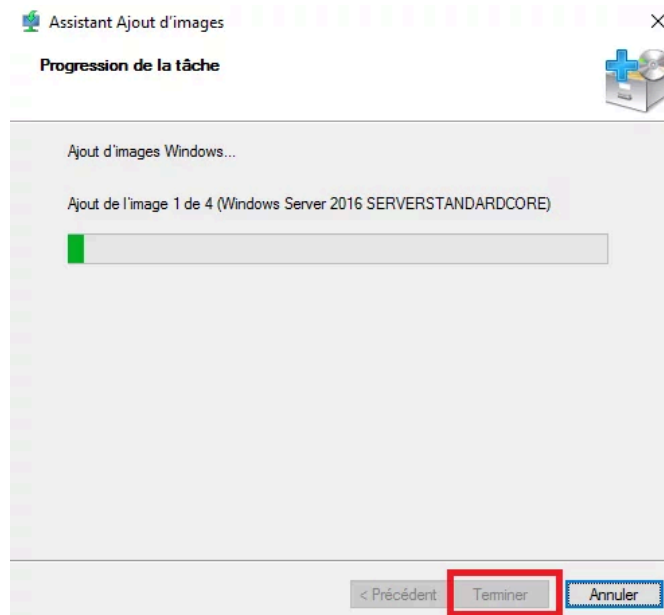 Assistant Ajout d'images
Progression de la tâche
Ajout d'images Windows...
Ajout de l'image 1 de 4 (Windows Server 2016 SERVERSTANDARDCORE)
< Précédent Terminer Annuler